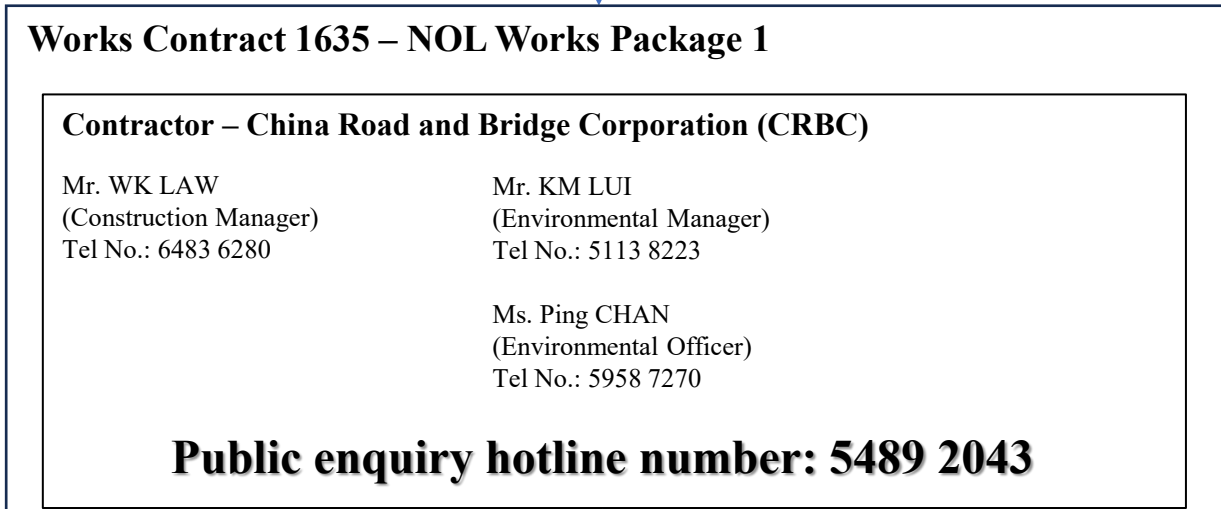 Works Contract 1635 – NOL Works Package 1
Contractor – China Road and Bridge Corporation (CRBC)
Mr. WK LAW
(Construction Manager)
Tel No.: 6483 6280
Mr. KM LUI
(Environmental Manager)
Tel No.: 5113 8223
Ms. Ping CHAN
(Environmental Officer)
Tel No.: 5958 7270
Public enquiry hotline number: 5489 2043